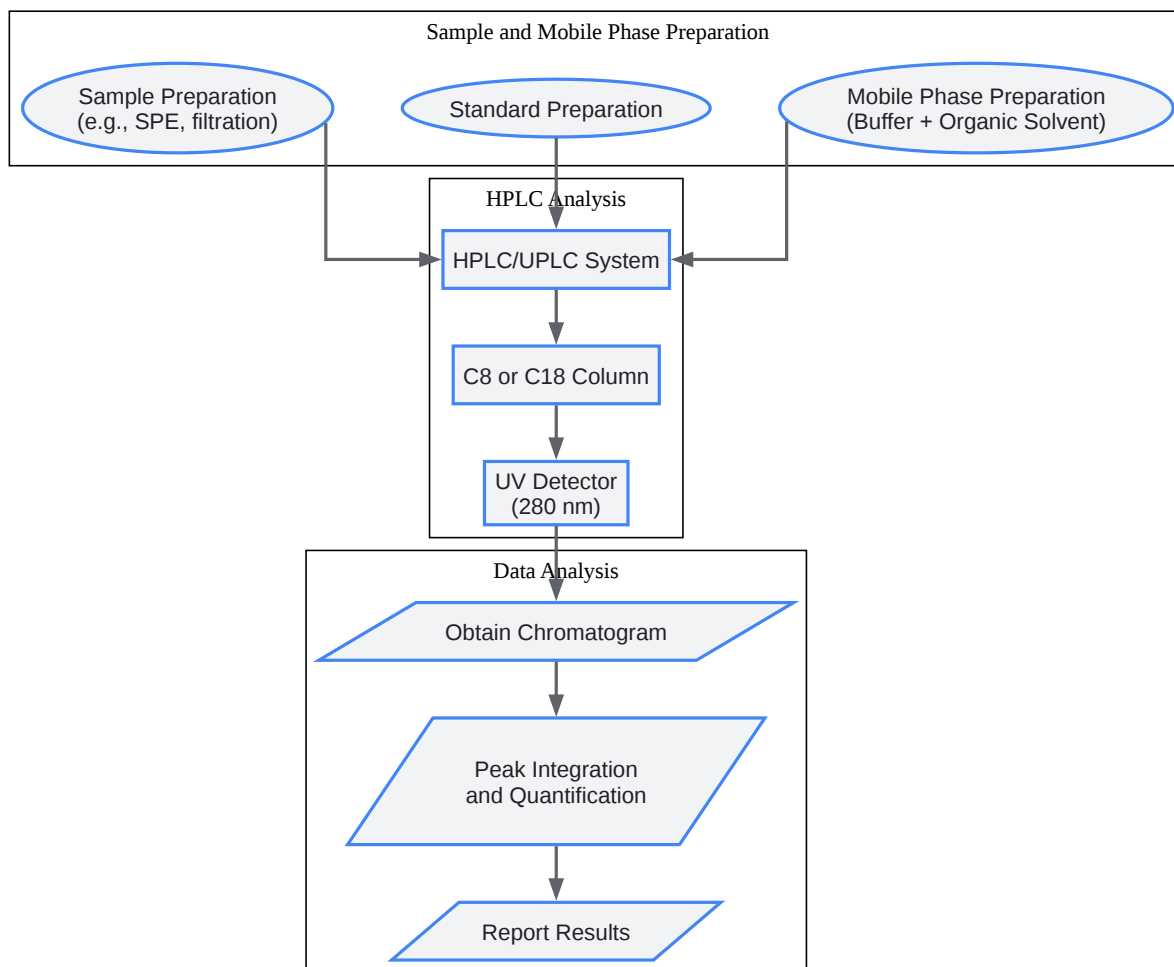 Sample and Mobile Phase Preparation
Sample Preparation
(e.g., SPE, filtration)
Standard Preparation
Mobile Phase Preparation
(Buffer + Organic Solvent)
HPLC Analysis
HPLC/UPLC System
C8 or C18 Column
UV Detector
(280 nm)
Data Analysis
Obtain Chromatogram
Peak Integration
and Quantification
Report Results